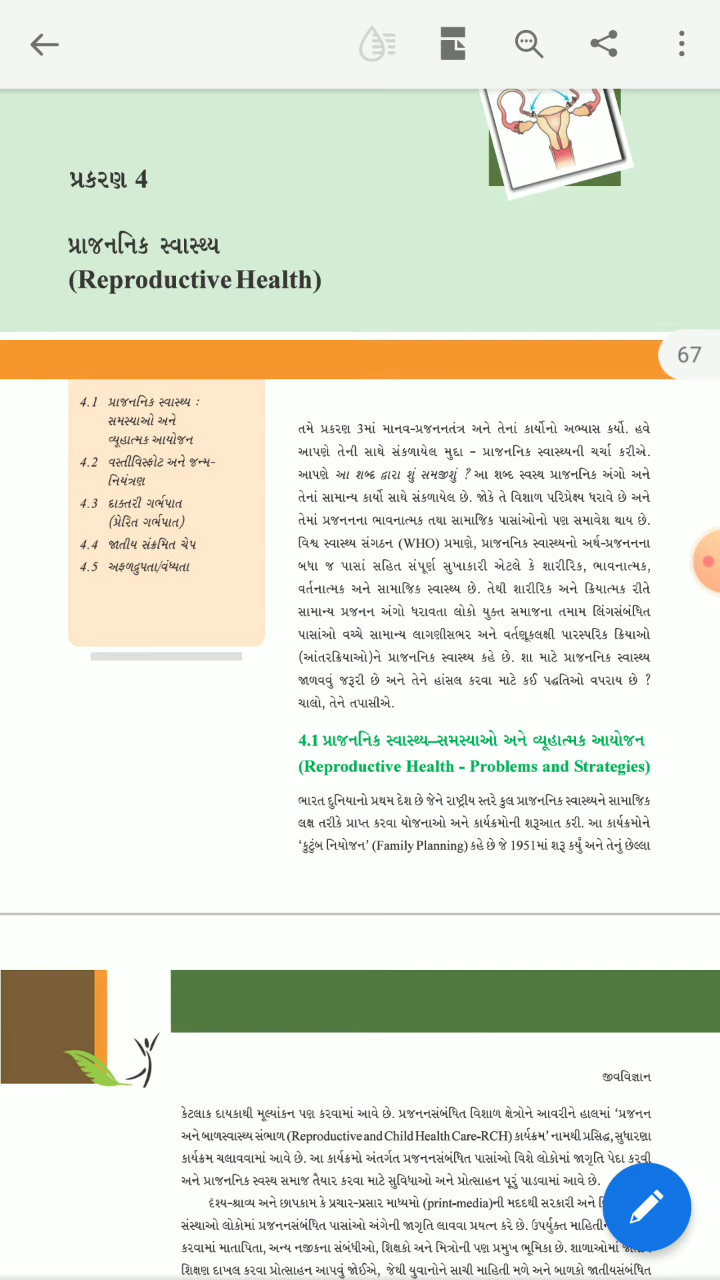 પ્રકરણ 4
પ્રાજનનિક સ્વાસ્થ્ય
(Reproductive Health)
67
4.1 પ્રાજનનિક સ્વાસ્થ્ય :
સમસ્યાઓ અને
વ્યૂહાત્મક આયોજન
4.2 વસ્તીવિસ્ફોટ અને જન્મ-
નિયંત્રણ
4.3 દાક્તરી ગર્ભપાત
(પ્રેરિત ગર્ભપાત)
4.4 જાતીય સંક્રમિત ચેપ
4.5 અફળદ્રુપતા/વંધ્યતા
તમે પ્રકરણ 3માં માનવ-પ્રજનનતંત્ર અને તેનાં કાર્યોનો અભ્યાસ કર્યો. હવે
આપણે તેની સાથે સંકળાયેલ મુદ્દા – પ્રાજનનિક સ્વાસ્થ્યની ચર્ચા કરીએ.
આપણે આ શબ્દ દ્વારા શું સમજીશું ? આ શબ્દ સ્વસ્થ પ્રાજનનિક અંગો અને
તેનાં સામાન્ય કાર્યો સાથે સંકળાયેલ છે. જોકે તે વિશાળ પરિપ્રેક્ષ્ય ધરાવે છે અને
તેમાં પ્રજનનના ભાવનાત્મક તથા સામાજિક પાસાંઓનો પણ સમાવેશ થાય છે.
વિશ્વ સ્વાસ્થ્ય સંગઠન (WHO) પ્રમાણે, પ્રાજનનિક સ્વાસ્થ્યનો અર્થ-પ્રજનનના
બધા જ પાસાં સહિત સંપૂર્ણ સુખાકારી એટલે કે શારીરિક, ભાવનાત્મક,
વર્તનાત્મક અને સામાજિક સ્વાસ્થ્ય છે. તેથી શારીરિક અને ક્રિયાત્મક રીતે
સામાન્ય પ્રજનન અંગો ધરાવતા લોકો યુક્ત સમાજના તમામ લિંગસંબંધિત
પાસાંઓ વચ્ચે સામાન્ય લાગણીસભર અને વર્તણૂકલક્ષી પારસ્પરિક ક્રિયાઓ
(આંતરક્રિયાઓ)ને પ્રાજનનિક સ્વાસ્થ્ય કહે છે. શા માટે પ્રાજનનિક સ્વાસ્થ્ય
જાળવવું જરૂરી છે અને તેને હાંસલ કરવા માટે કઈ પદ્ધતિઓ વપરાય છે ?
ચાલો, તેને તપાસીએ.
4.1 પ્રાજનનિક સ્વાસ્થ્ય–સમસ્યાઓ અને વ્યૂહાત્મક આયોજન
(Reproductive Health - Problems and Strategies)
ભારત દુનિયાનો પ્રથમ દેશ છે જેને રાષ્ટ્રીય સ્તરે કુલ પ્રાજનનિક સ્વાસ્થ્યને સામાજિક
લક્ષ તરીકે પ્રાપ્ત કરવા યોજનાઓ અને કાર્યક્રમોની શરૂઆત કરી. આ કાર્યક્રમોને
‘કુટુંબ નિયોજન’ (Family Planning) કહે છે જે 1951માં શરૂ કર્યું અને તેનું છેલ્લા
જીવવિજ્ઞાન
કેટલાક દાયકાથી મૂલ્યાંકન પણ કરવામાં આવે છે. પ્રજનનસંબંધિત વિશાળ ક્ષેત્રોને આવરીને હાલમાં ‘પ્રજનન
અને બાળસ્વાસ્થ્ય સંભાળ (Reproductive and Child Health Care-RCH) કાર્યક્રમ’ નામથી પ્રસિદ્ધ, સુધારણા
કાર્યક્રમ ચલાવવામાં આવે છે. આ કાર્યક્રમો અંતર્ગત પ્રજનનસંબંધિત પાસાંઓ વિશે લોકોમાં જાગૃતિ પેદા કરવી
અને પ્રાજનનિક સ્વસ્થ સમાજ તૈયાર કરવા માટે સુવિધાઓ અને પ્રોત્સાહન પૂરું પાડવામાં આવે છે.
દૃશ્ય-શ્રાવ્ય અને છાપકામ કે પ્રચાર-પ્રસાર માધ્યમો (print-media)ની મદદથી સરકારી અને
સંસ્થાઓ લોકોમાં પ્રજનનસંબંધિત પાસાંઓ અંગેની જાગૃતિ લાવવા પ્રયત્ન કરે છે. ઉપર્યુક્ત
કરવામાં માતાપિતા, અન્ય નજીકના સંબંધીઓ, શિક્ષકો અને મિત્રોની પણ પ્રમુખ ભૂમિકા છે. શાળાઓમાં
શિક્ષણ દાખલ કરવા પ્રોત્સાહન આપવું જોઈએ, જેથી યુવાનોને સાચી માહિતી મળે અને બાળકો જાતીયસંબંધિત